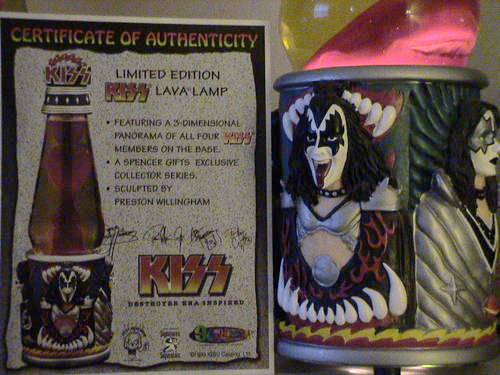 CERTIFICATE OF AUTHENTICITY
KISS
LIMITED EDITION
KISS LAVA LAMP
• FEATURING A 3-DIMENSIONAL
PANORAMA OF ALL FOUR KISS
MEMBERS ON THE BASE.
• A SPENCER GIFTS EXCLUSIVE
COLLECTOR SERIES.
• SCULPTED BY
PRESTON WILLINGHAM
KISS
DESTROYER ERA INSPIRED